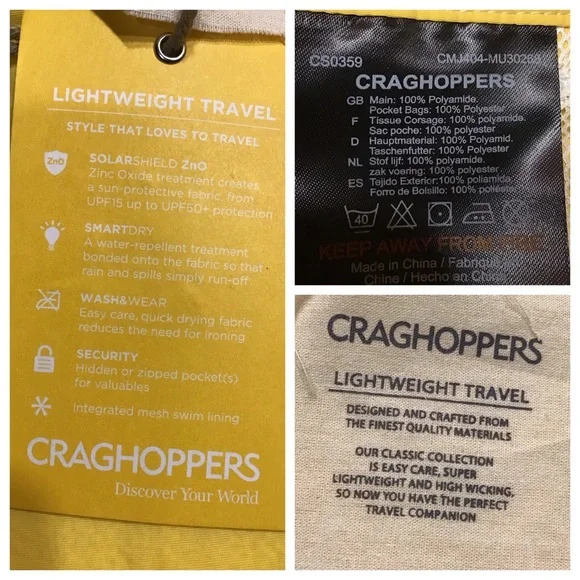 LIGHTWEIGHT TRAVEL
STYLE THAT LOVES TO TRAVEL
ZnO
SOLARSHIELD ZnO
Zinc Oxide treatment creates
a sun-protective fabric, from
UPF15 up to UPF50+ protection
SMARTDRY
A water-repellent treatment
bonded onto the fabric so that
rain and spills simply run-off
WASH&WEAR
Easy care, quick drying fabric
reduces the need for ironing
SECURITY
Hidden or zipped pocket(s)
for valuables
Integrated mesh swim lining
CRAGHOPPERS
Discover Your World
CS0359
CRAGHOPPERS
GB Main: 100% Polyamide.
Pocket Bags: 100% Polyester
F Tissue Corsage: 100% polyamide.
Sac poche: 100% polyester
D Hauptmaterial: 100% Polyamid.
Taschenfutter: 100% Polyester
NL Stof lijf: 100% polyamide.
zak voering: 100% polyester
ES Tejido Exterior: 100% poliamida
Forro de Bolsillo: 100%
40
KEEP AWAY FROM FIRE
Made in China /
Chine / Hecho en
CRAGHOPPERS
LIGHTWEIGHT TRAVEL
DESIGNED AND CRAFTED FROM
THE FINEST QUALITY MATERIALS
OUR CLASSIC COLLECTION
IS EASY CARE, SUPER
LIGHTWEIGHT AND HIGH WICKING,
SO NOW YOU HAVE THE PERFECT
TRAVEL COMPANION